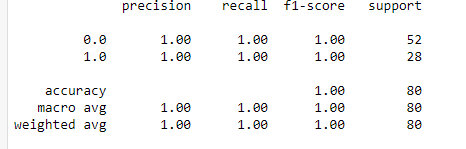 precision recall f1-score support
0.0 1.00 1.00 1.00 52
1.0 1.00 1.00 1.00 28
accuracy 1.00 80
macro avg 1.00 1.00 1.00 80
weighted avg 1.00 1.00 1.00 80